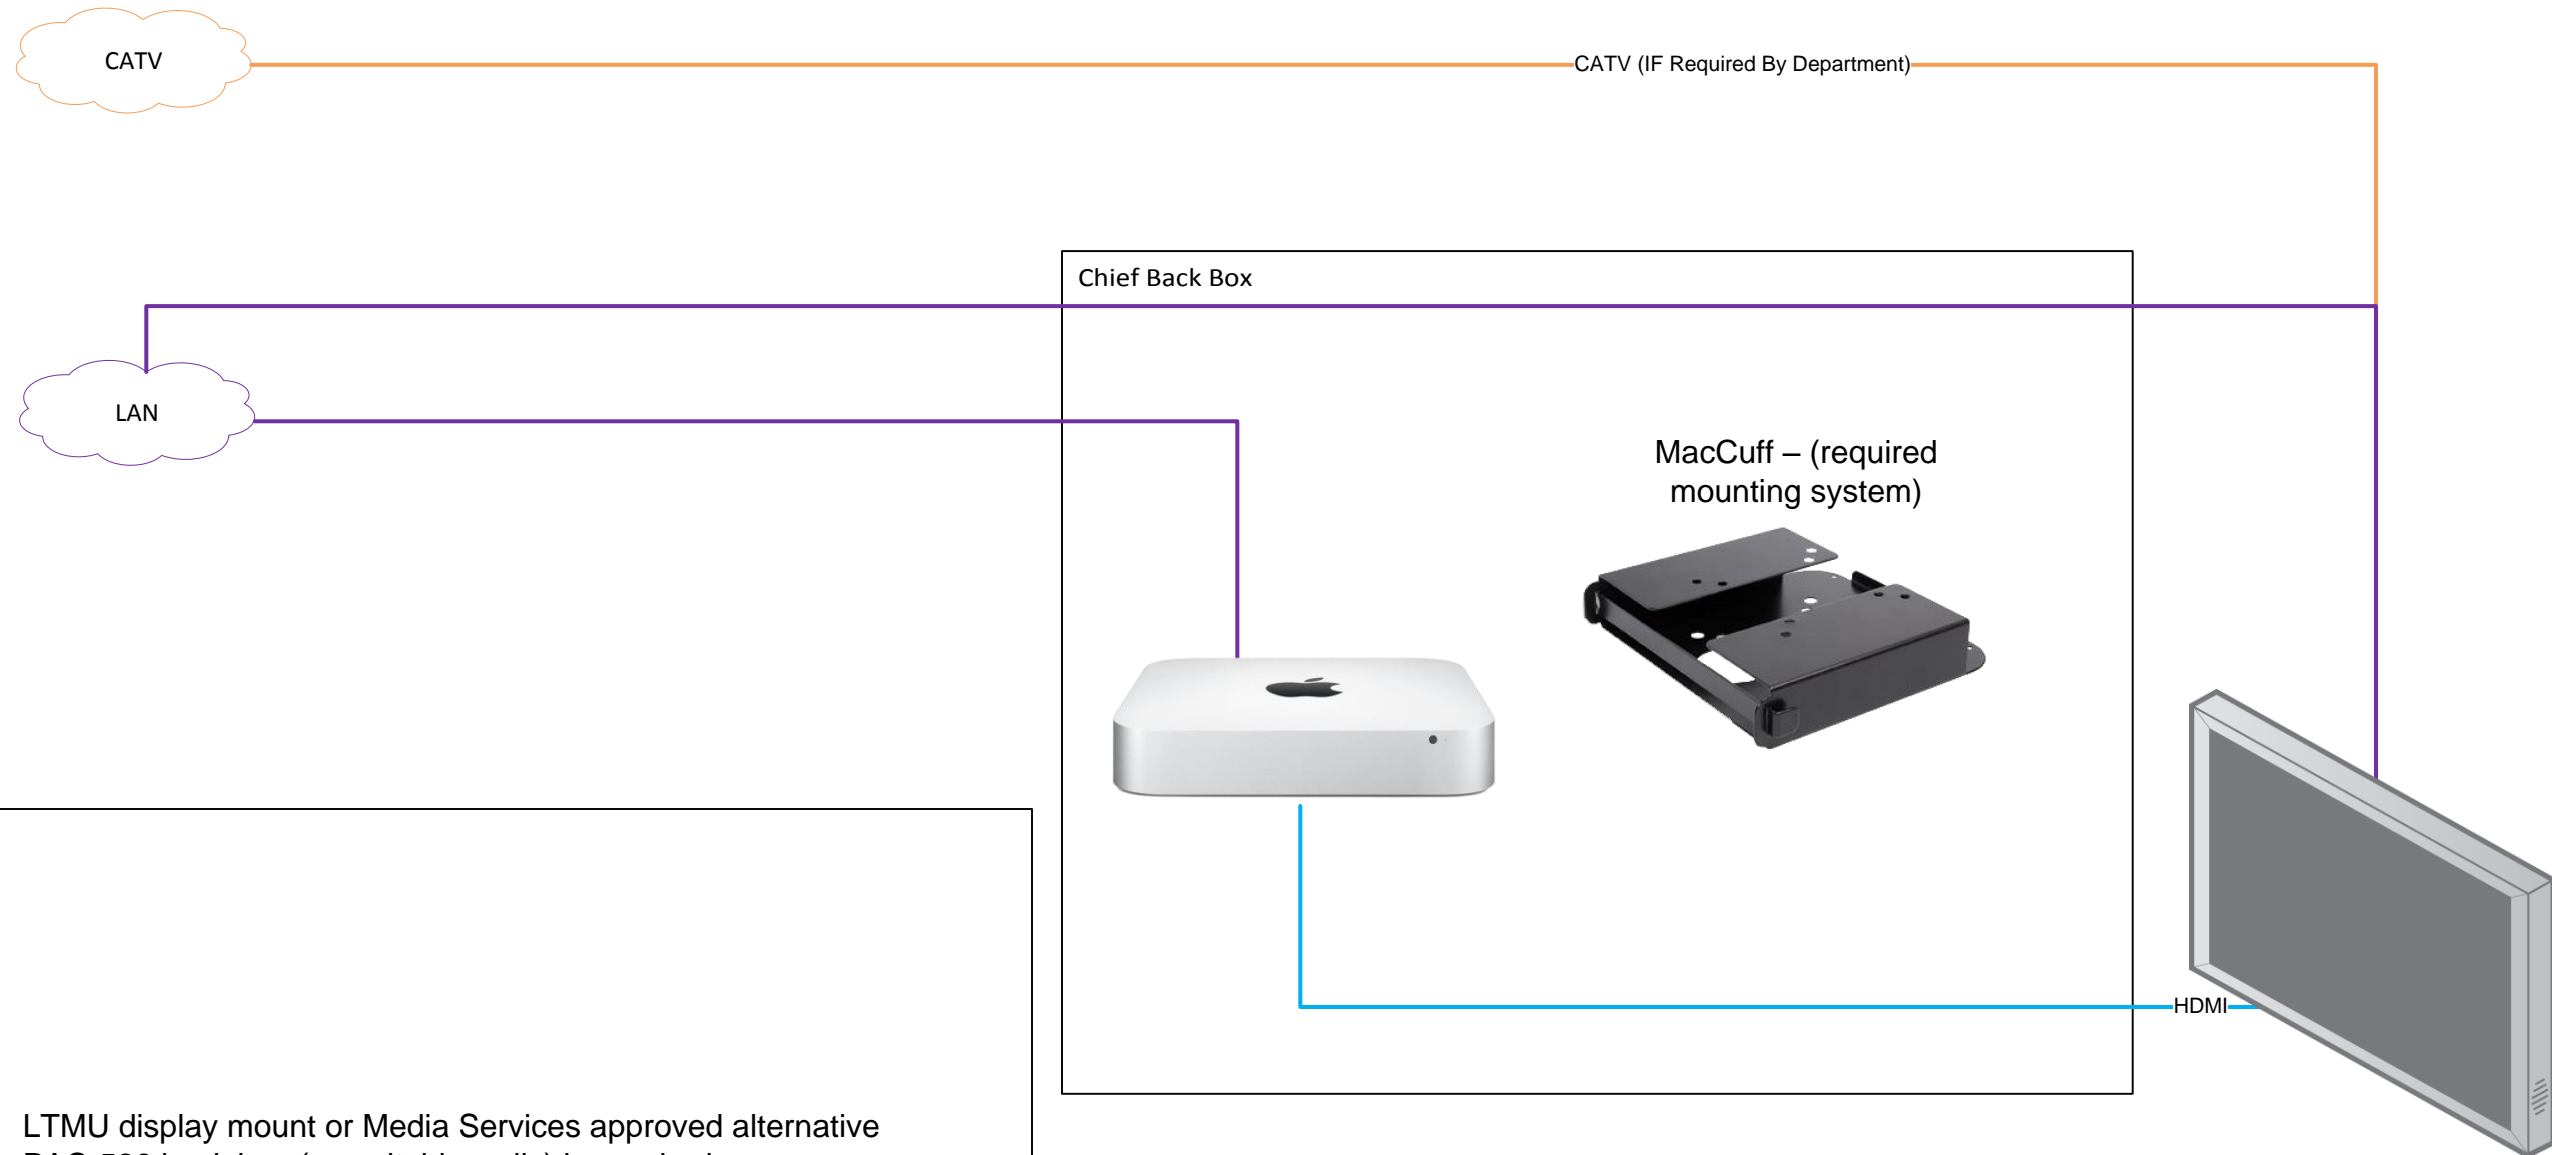 CATV
CATV (IF Required By Department)
Chief Back Box
LAN
MacCuff – (required
mounting system)
HDMI
LTMU display mount or Media Services approved alternative